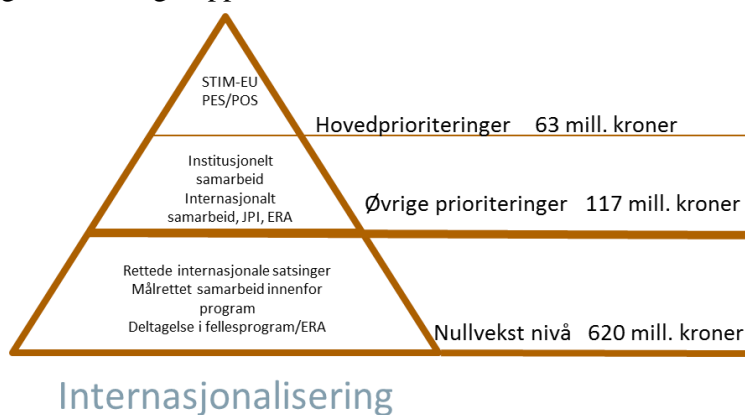 STIM-EU
PES/POS
Hovedprioriteringer 63 mill. kroner
Institusjonelt
samarbeid
Internasjonalt
samarbeid, JPI, ERA
Øvrige prioriteringer 117 mill. kroner
Rettede internasjonale satsinger
Målrettet samarbeid innenfor
program
Deltagelse i fellesprogram/ERA
Nullvekst nivå 620 mill. kroner
Internasjonalisering